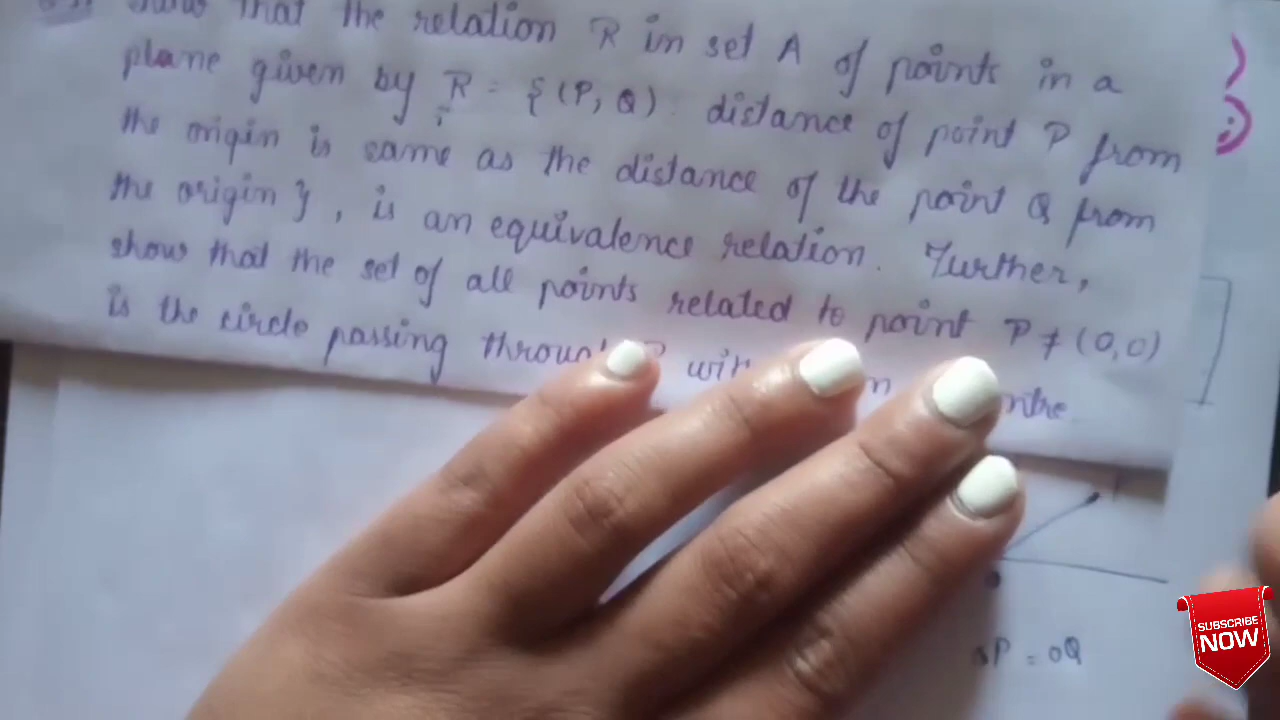 show that the relation R in set A of points in a
plane given by R = {(P, Q) : distance of point P from
the origin is same as the distance of the point Q from
the origin}, is an equivalence relation. Further,
show that the set of all points related to point P ≠ (0,0)
is the circle passing
OP = OQ
SUBSCRIBE
NOW